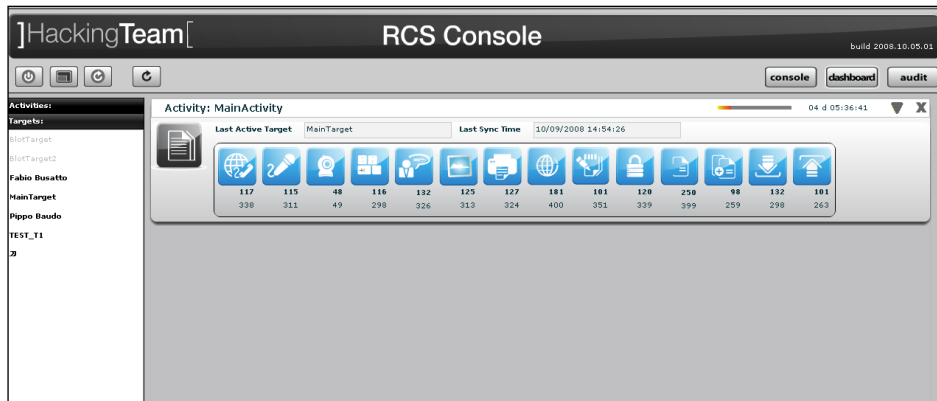 ]HackingTeam[
RCS Console
build 2008.10.05.01
console dashboard audit
Activities:
Targets:
BlotTarget
BlotTarget2
Fabio Busatto
MainTarget
Pippo Baudo
TEST_T1
Activity: MainActivity
04 d 05:36:41
X
Last Active Target MainTarget Last Sync Time 10/09/2008 14:54:26
117 115 48 116 132 125 127 181 101 120 250 98 132 101
338 311 49 298 326 313 324 400 351 339 399 259 298 263